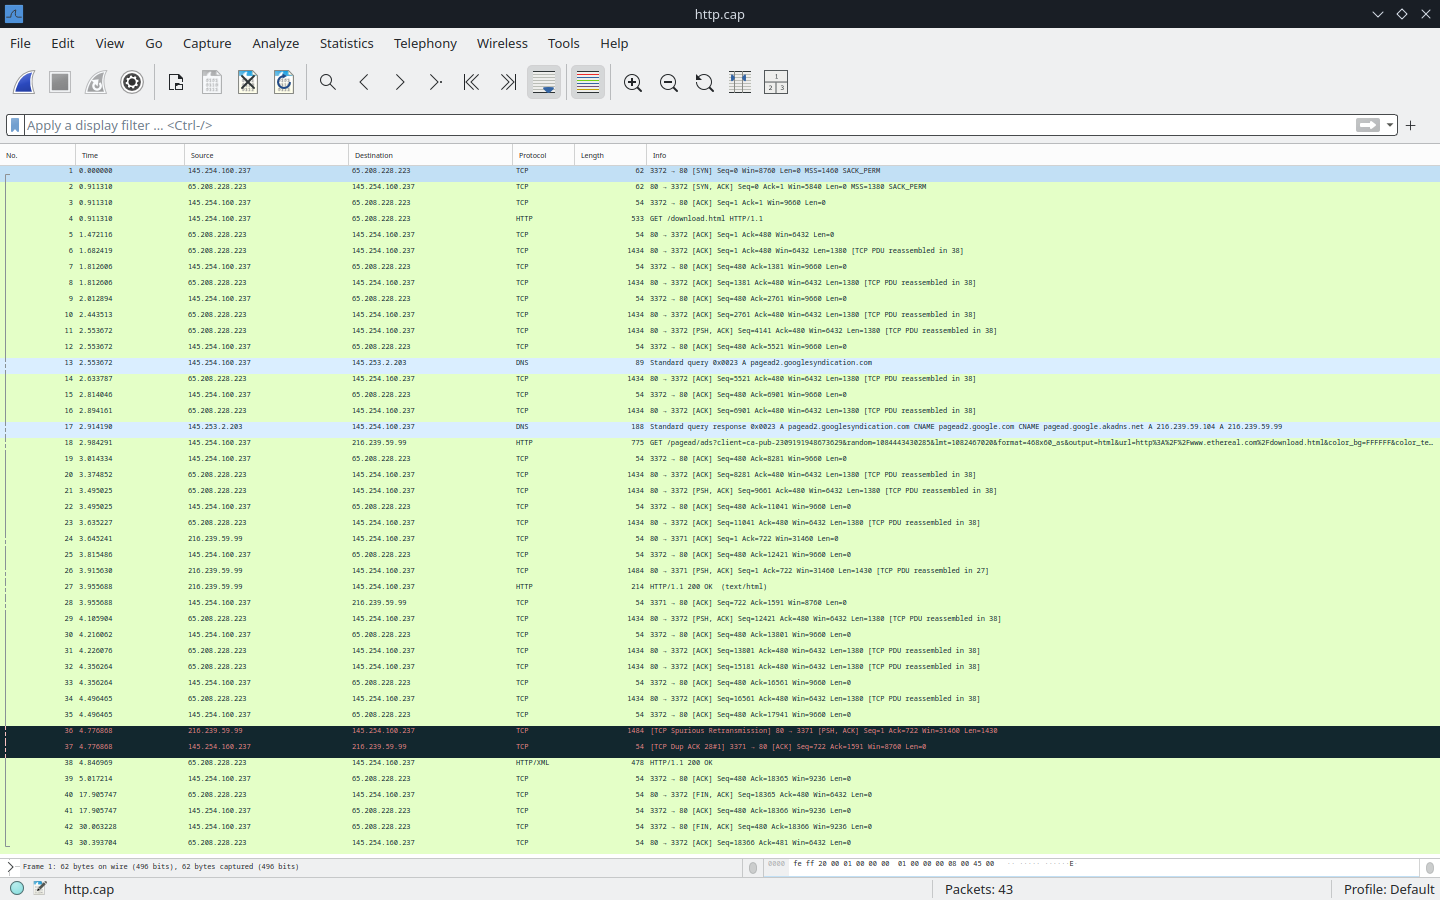 http.cap
File Edit View Go Capture Analyze Statistics Telephony Wireless Tools Help
Apply a display filter ... <Ctrl-/>
No. Time Source Destination Protocol Length Info
1 0.000000 145.254.160.237 65.208.228.223 TCP 62 3372 → 80 [SYN] Seq=0 Win=8760 Len=0 MSS=1460 SACK_PERM
2 0.911310 65.208.228.223 145.254.160.237 TCP 62 80 → 3372 [SYN, ACK] Seq=0 Ack=1 Win=5840 Len=0 MSS=1380 SACK_PERM
3 0.911310 145.254.160.237 65.208.228.223 TCP 54 3372 → 80 [ACK] Seq=1 Ack=1 Win=9660 Len=0
4 0.911310 145.254.160.237 65.208.228.223 HTTP 533 GET /download.html HTTP/1.1
5 1.472116 65.208.228.223 145.254.160.237 TCP 54 80 → 3372 [ACK] Seq=1 Ack=480 Win=6432 Len=0
6 1.682419 65.208.228.223 145.254.160.237 TCP 1434 80 → 3372 [ACK] Seq=1 Ack=480 Win=6432 Len=1380 [TCP PDU reassembled in 38]
7 1.812606 145.254.160.237 65.208.228.223 TCP 54 3372 → 80 [ACK] Seq=480 Ack=1381 Win=9660 Len=0
8 1.812606 65.208.228.223 145.254.160.237 TCP 1434 80 → 3372 [ACK] Seq=1381 Ack=480 Win=6432 Len=1380 [TCP PDU reassembled in 38]
9 2.012894 145.254.160.237 65.208.228.223 TCP 54 3372 → 80 [ACK] Seq=480 Ack=2761 Win=9660 Len=0
10 2.443513 65.208.228.223 145.254.160.237 TCP 1434 80 → 3372 [ACK] Seq=2761 Ack=480 Win=6432 Len=1380 [TCP PDU reassembled in 38]
11 2.553672 65.208.228.223 145.254.160.237 TCP 1434 80 → 3372 [PSH, ACK] Seq=4141 Ack=480 Win=6432 Len=1380 [TCP PDU reassembled in 38]
12 2.553672 145.254.160.237 65.208.228.223 TCP 54 3372 → 80 [ACK] Seq=480 Ack=5521 Win=9660 Len=0
13 2.553672 145.254.160.237 145.253.2.203 DNS 89 Standard query 0x0023 A pagead2.googlesyndication.com
14 2.633787 65.208.228.223 145.254.160.237 TCP 1434 80 → 3372 [ACK] Seq=5521 Ack=480 Win=6432 Len=1380 [TCP PDU reassembled in 38]
15 2.814046 145.254.160.237 65.208.228.223 TCP 54 3372 → 80 [ACK] Seq=480 Ack=6901 Win=9660 Len=0
16 2.894161 65.208.228.223 145.254.160.237 TCP 1434 80 → 3372 [ACK] Seq=6901 Ack=480 Win=6432 Len=1380 [TCP PDU reassembled in 38]
17 2.914190 145.253.2.203 145.254.160.237 DNS 188 Standard query response 0x0023 A pagead2.googlesyndication.com CNAME pagead2.google.com CNAME pagead.google.akadns.net A 216.239.59.104 A 216.239.59.99
18 2.984291 145.254.160.237 216.239.59.99 HTTP 775 GET /pagead/ads?client=ca-pub-2309191948673629&random=1084443430285&lmt=1082467020&format=468x60_as&output=html&url=http%3A%2F%2Fwww.ethereal.com%2Fdownload.html&color_bg=FFFFFF&color_te…
19 3.014334 145.254.160.237 65.208.228.223 TCP 54 3372 → 80 [ACK] Seq=480 Ack=8281 Win=9660 Len=0
20 3.374852 65.208.228.223 145.254.160.237 TCP 1434 80 → 3372 [ACK] Seq=8281 Ack=480 Win=6432 Len=1380 [TCP PDU reassembled in 38]
21 3.495025 65.208.228.223 145.254.160.237 TCP 1434 80 → 3372 [PSH, ACK] Seq=9661 Ack=480 Win=6432 Len=1380 [TCP PDU reassembled in 38]
22 3.495025 145.254.160.237 65.208.228.223 TCP 54 3372 → 80 [ACK] Seq=480 Ack=11041 Win=9660 Len=0
23 3.635227 65.208.228.223 145.254.160.237 TCP 1434 80 → 3372 [ACK] Seq=11041 Ack=480 Win=6432 Len=1380 [TCP PDU reassembled in 38]
24 3.645241 216.239.59.99 145.254.160.237 TCP 54 80 → 3371 [ACK] Seq=1 Ack=722 Win=31460 Len=0
25 3.815486 145.254.160.237 65.208.228.223 TCP 54 3372 → 80 [ACK] Seq=480 Ack=12421 Win=9660 Len=0
26 3.915630 216.239.59.99 145.254.160.237 TCP 1484 80 → 3371 [PSH, ACK] Seq=1 Ack=722 Win=31460 Len=1430 [TCP PDU reassembled in 27]
27 3.955688 216.239.59.99 145.254.160.237 HTTP 214 HTTP/1.1 200 OK  (text/html)
28 3.955688 145.254.160.237 216.239.59.99 TCP 54 3371 → 80 [ACK] Seq=722 Ack=1591 Win=8760 Len=0
29 4.105904 65.208.228.223 145.254.160.237 TCP 1434 80 → 3372 [PSH, ACK] Seq=12421 Ack=480 Win=6432 Len=1380 [TCP PDU reassembled in 38]
30 4.216062 145.254.160.237 65.208.228.223 TCP 54 3372 → 80 [ACK] Seq=480 Ack=13801 Win=9660 Len=0
31 4.226076 65.208.228.223 145.254.160.237 TCP 1434 80 → 3372 [ACK] Seq=13801 Ack=480 Win=6432 Len=1380 [TCP PDU reassembled in 38]
32 4.356264 65.208.228.223 145.254.160.237 TCP 1434 80 → 3372 [ACK] Seq=15181 Ack=480 Win=6432 Len=1380 [TCP PDU reassembled in 38]
33 4.356264 145.254.160.237 65.208.228.223 TCP 54 3372 → 80 [ACK] Seq=480 Ack=16561 Win=9660 Len=0
34 4.496465 65.208.228.223 145.254.160.237 TCP 1434 80 → 3372 [ACK] Seq=16561 Ack=480 Win=6432 Len=1380 [TCP PDU reassembled in 38]
35 4.496465 145.254.160.237 65.208.228.223 TCP 54 3372 → 80 [ACK] Seq=480 Ack=17941 Win=9660 Len=0
36 4.776868 216.239.59.99 145.254.160.237 TCP 1484 [TCP Spurious Retransmission] 80 → 3371 [PSH, ACK] Seq=1 Ack=722 Win=31460 Len=1430
37 4.776868 145.254.160.237 216.239.59.99 TCP 54 [TCP Dup ACK 28#1] 3371 → 80 [ACK] Seq=722 Ack=1591 Win=8760 Len=0
38 4.846969 65.208.228.223 145.254.160.237 HTTP/XML 478 HTTP/1.1 200 OK
39 5.017214 145.254.160.237 65.208.228.223 TCP 54 3372 → 80 [ACK] Seq=480 Ack=18365 Win=9236 Len=0
40 17.905747 65.208.228.223 145.254.160.237 TCP 54 80 → 3372 [FIN, ACK] Seq=18365 Ack=480 Win=6432 Len=0
41 17.905747 145.254.160.237 65.208.228.223 TCP 54 3372 → 80 [ACK] Seq=480 Ack=18366 Win=9236 Len=0
42 30.063228 145.254.160.237 65.208.228.223 TCP 54 3372 → 80 [FIN, ACK] Seq=480 Ack=18366 Win=9236 Len=0
43 30.393704 65.208.228.223 145.254.160.237 TCP 54 80 → 3372 [ACK] Seq=18366 Ack=481 Win=6432 Len=0
Frame 1: 62 bytes on wire (496 bits), 62 bytes captured (496 bits)
0000 fe ff 20 00 01 00 00 00 01 00 00 00 08 00 45 00 ·· ····· ······E·
http.cap Packets: 43 Profile: Default